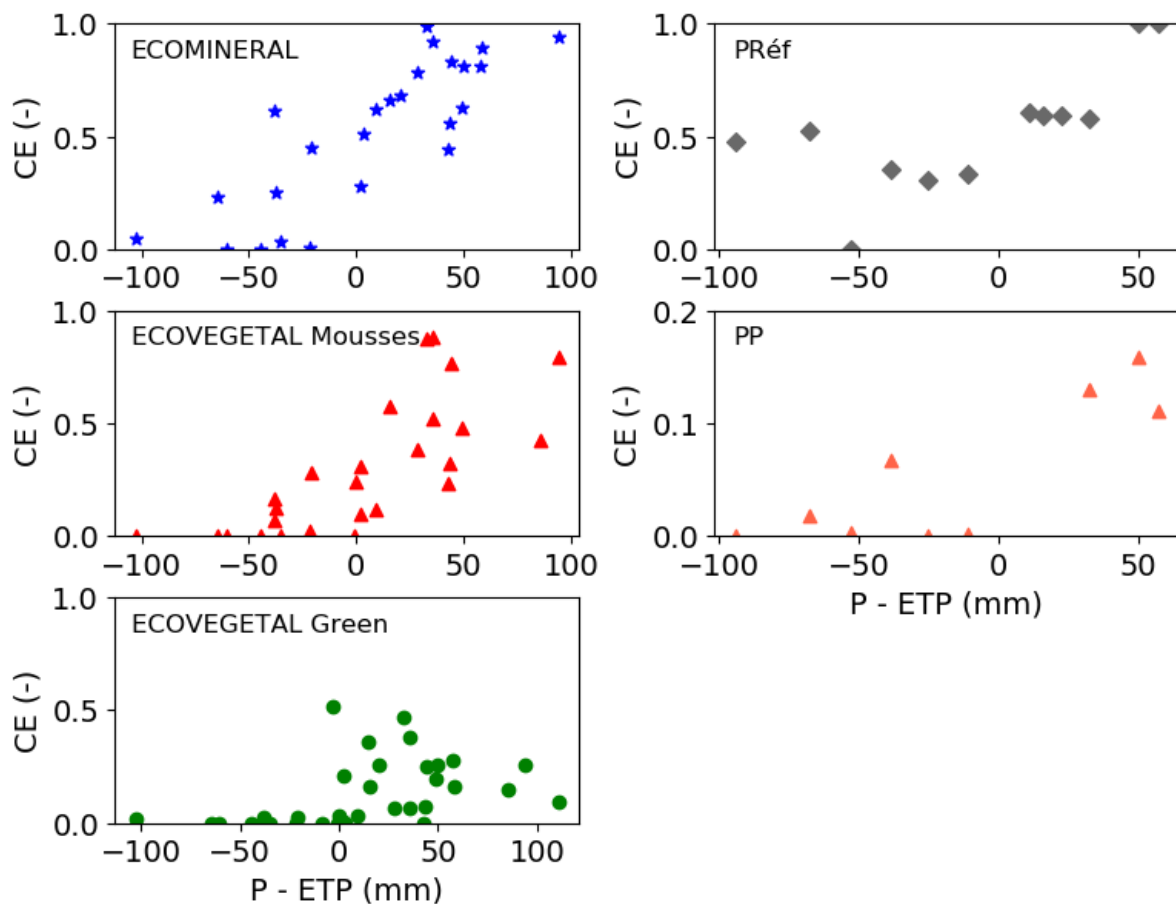 ECOMINERAL
CE (-)
1.0
0.5
0.0
−100 −50 0 50 100
PRéf
CE (-)
1.0
0.5
0.0
−100 −50 0 50
ECOVEGETAL Mousses
CE (-)
1.0
0.5
0.0
−100 −50 0 50 100
PP
CE (-)
0.2
0.1
0.0
−100 −50 0 50
P - ETP (mm)
ECOVEGETAL Green
CE (-)
1.0
0.5
0.0
−100 −50 0 50 100
P - ETP (mm)